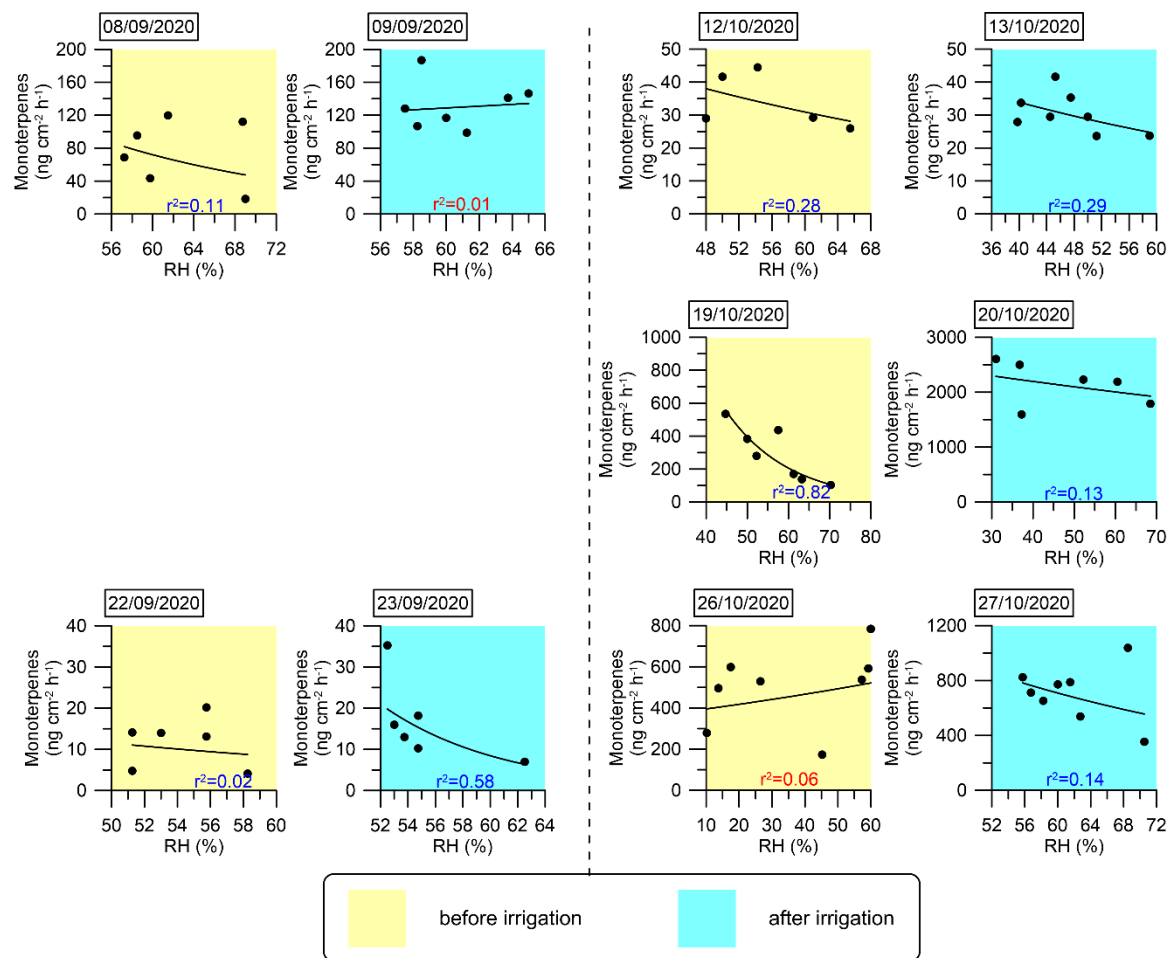 08/09/2020
Monoterpenes
(ng cm⁻² h⁻¹)
200
160
120
80
40
0
r²=0.11
56 60 64 68 72
RH (%)
09/09/2020
Monoterpenes
(ng cm⁻² h⁻¹)
200
160
120
80
40
0
r²=0.01
56 58 60 62 64 66
RH (%)
12/10/2020
Monoterpenes
(ng cm⁻² h⁻¹)
50
40
30
20
10
0
r²=0.28
48 52 56 60 64 68
RH (%)
13/10/2020
Monoterpenes
(ng cm⁻² h⁻¹)
50
40
30
20
10
0
r²=0.29
36 40 44 48 52 56 60
RH (%)
19/10/2020
Monoterpenes
(ng cm⁻² h⁻¹)
1000
800
600
400
200
0
r²=0.82
40 50 60 70 80
RH (%)
20/10/2020
Monoterpenes
(ng cm⁻² h⁻¹)
3000
2000
1000
0
r²=0.13
30 40 50 60 70
RH (%)
22/09/2020
Monoterpenes
(ng cm⁻² h⁻¹)
40
30
20
10
0
r²=0.02
50 52 54 56 58 60
RH (%)
23/09/2020
Monoterpenes
(ng cm⁻² h⁻¹)
40
30
20
10
0
r²=0.58
52 54 56 58 60 62 64
RH (%)
26/10/2020
Monoterpenes
(ng cm⁻² h⁻¹)
800
600
400
200
0
r²=0.06
10 20 30 40 50 60
RH (%)
27/10/2020
Monoterpenes
(ng cm⁻² h⁻¹)
1200
800
400
0
r²=0.14
52 56 60 64 68 72
RH (%)
before irrigation
after irrigation